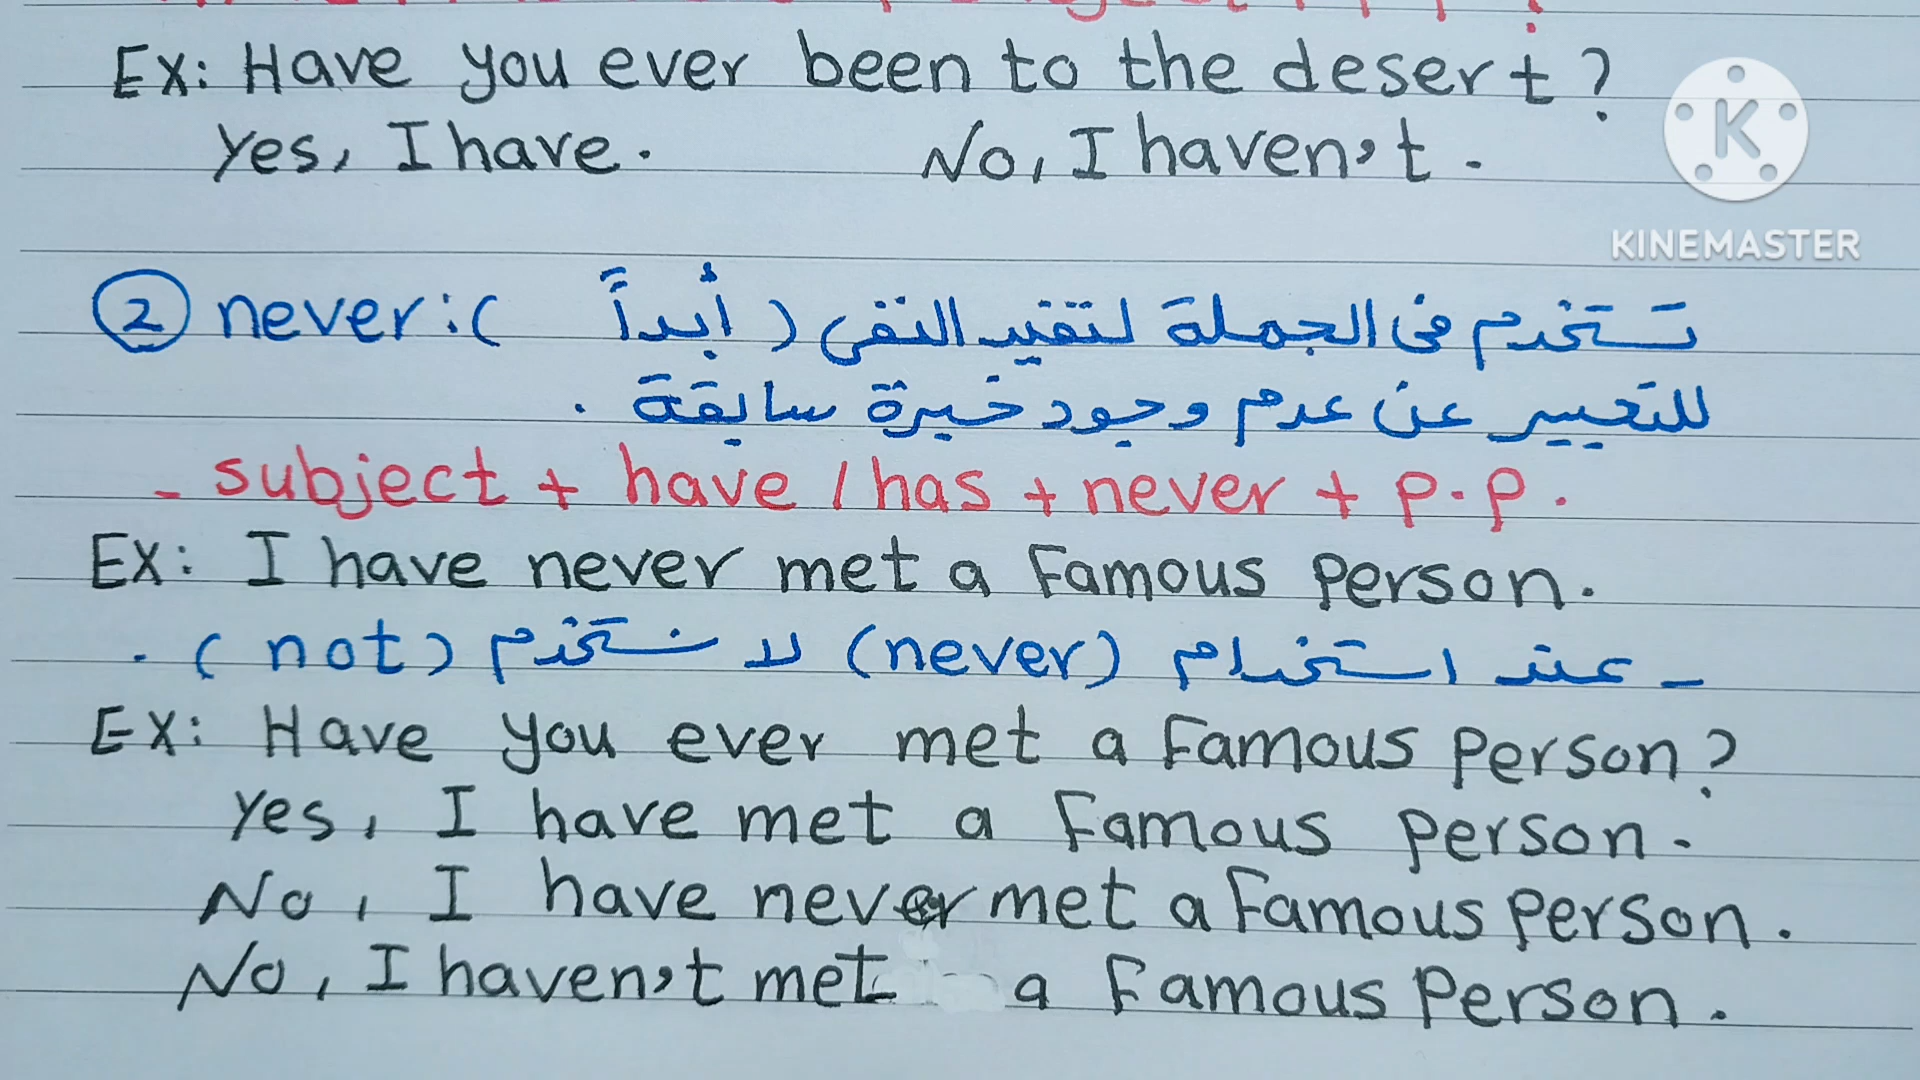 Ex: Have you ever been to the desert?
Yes, I have. No, I haven't.
KINEMASTER
② never: (أبداً) تستخدم فى الجملة لتفيد النفى
للتعبير عن عدم وجود خبرة سابقة .
- subject + have / has + never + p.p.
Ex: I have never met a famous person.
- عند استخدام (never) لا نستخدم (not) .
Ex: Have you ever met a famous person?
Yes, I have met a famous person.
No, I have never met a famous person.
No, I haven't met a famous person.